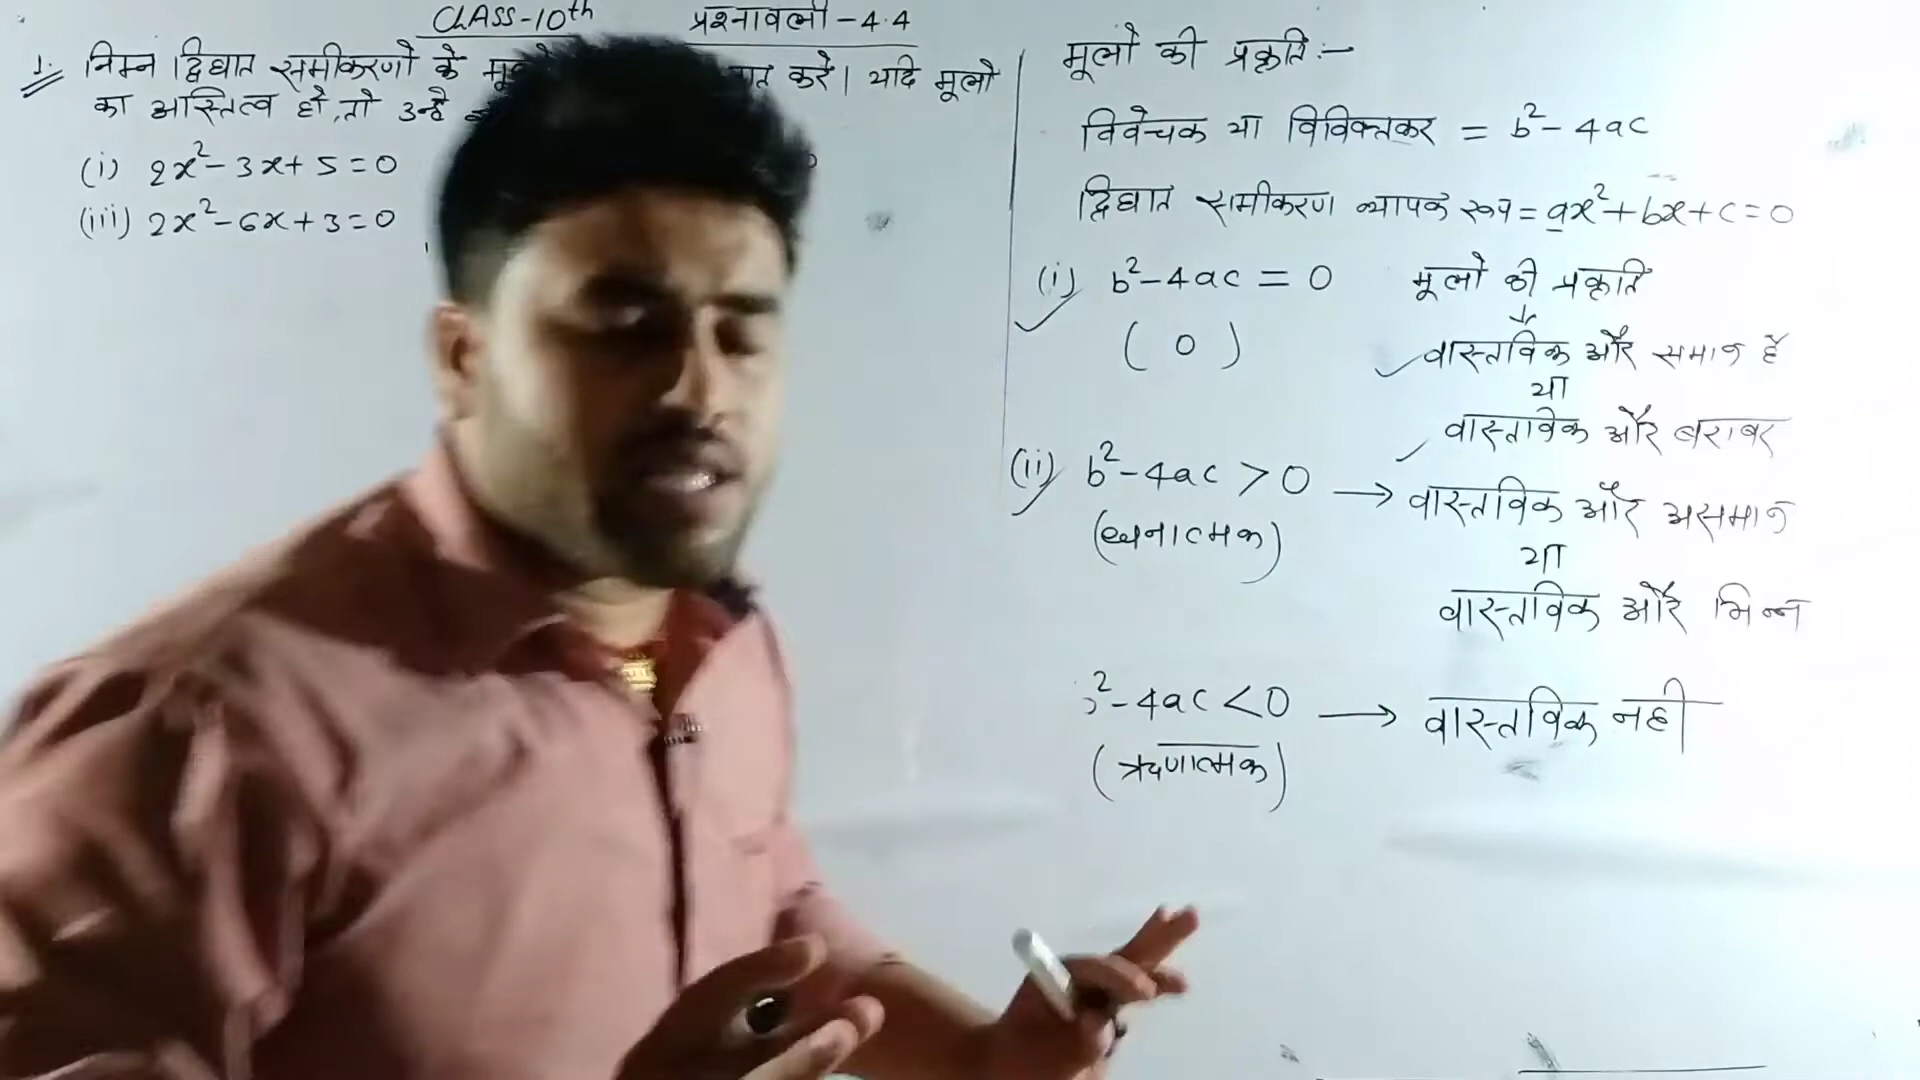 CLASS-10th प्रश्नावली-4.4
1. निम्न द्विघात समीकरणों के करें। यदि मूलों
का अस्तित्व हो, तो उन्हें
(i) 2x²-3x+5=0
(iii) 2x²-6x+3=0
मूलों की प्रकृति:-
विवेचक या विविक्तकर = b²-4ac
द्विघात समीकरण व्यापक रूप = ax²+bx+c=0
(i) b²-4ac = 0 मूलों की प्रकृति
(0) वास्तविक और समान हैं
या
वास्तविक और बराबर
(ii) b²-4ac > 0 → वास्तविक और असमान
(धनात्मक) या
वास्तविक और भिन्न
²-4ac <0 → वास्तविक नहीं
(ऋणात्मक)